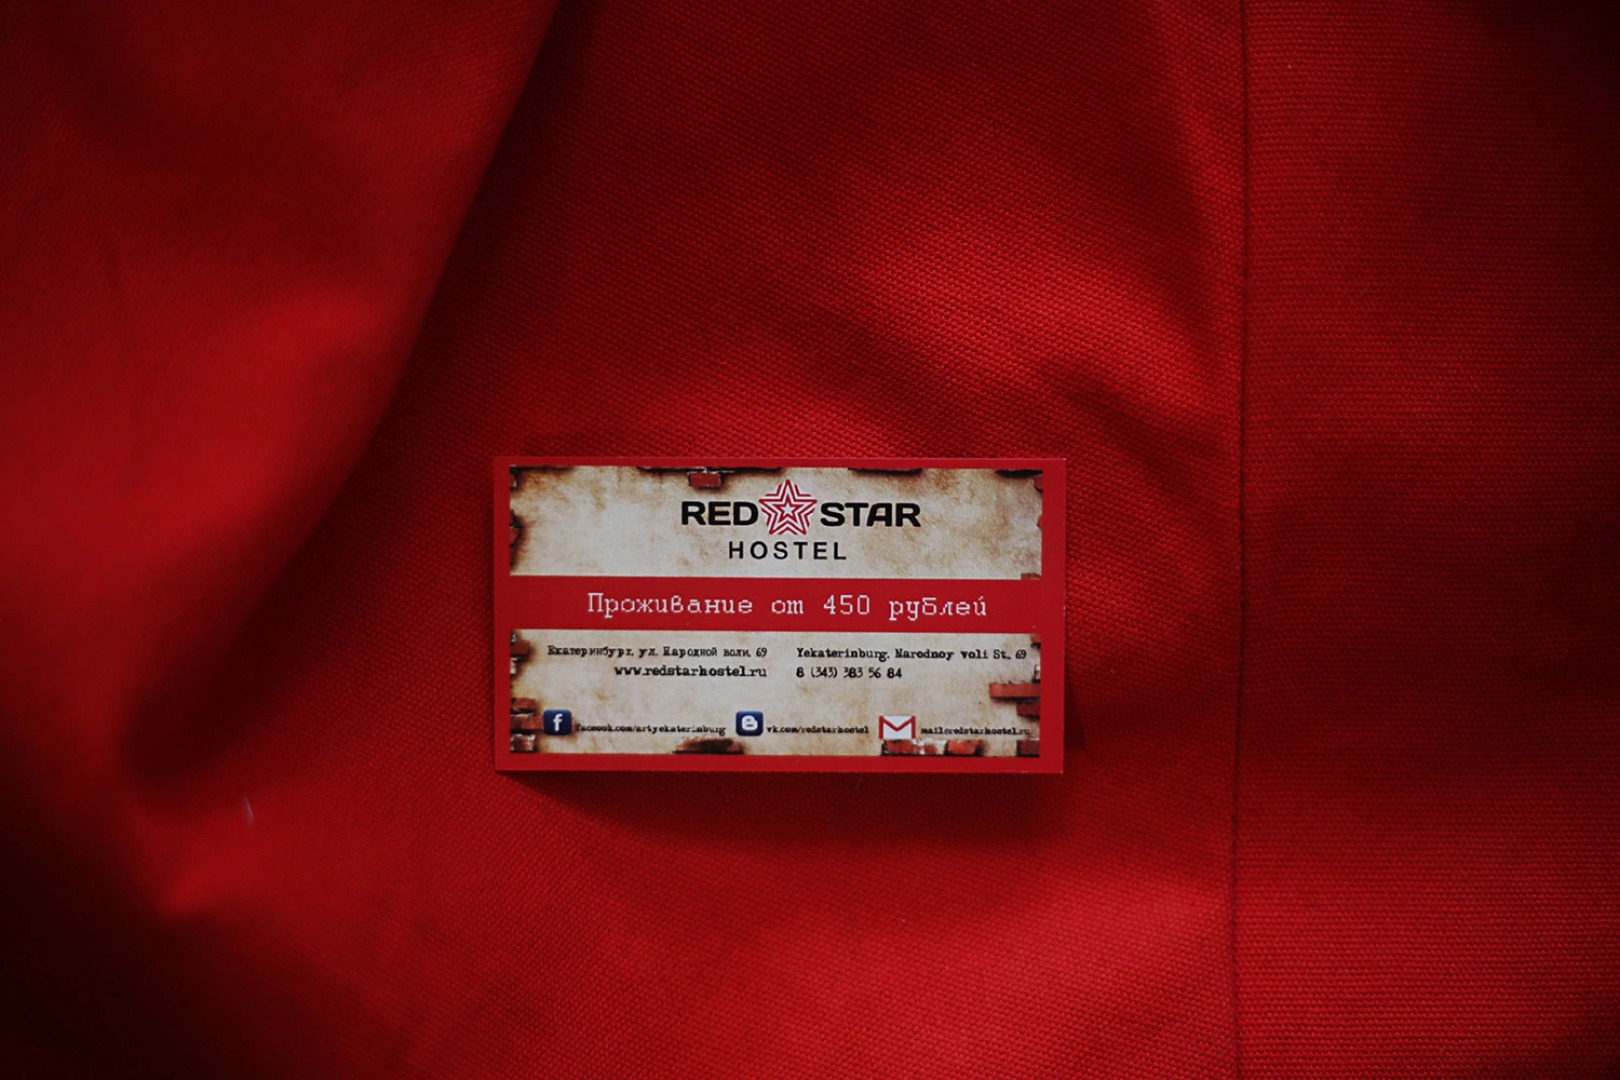 RED STAR
HOSTEL
Проживание от 450 рублей
Екатеринбург, ул. Народной воли, 69
www.redstarhostel.ru
Yekaterinburg, Narodnoy voli St., 69
8 (343) 383 56 84
facebook.com/artyekaterinburg
vk.com/redstarhostel
mail@redstarhostel.ru